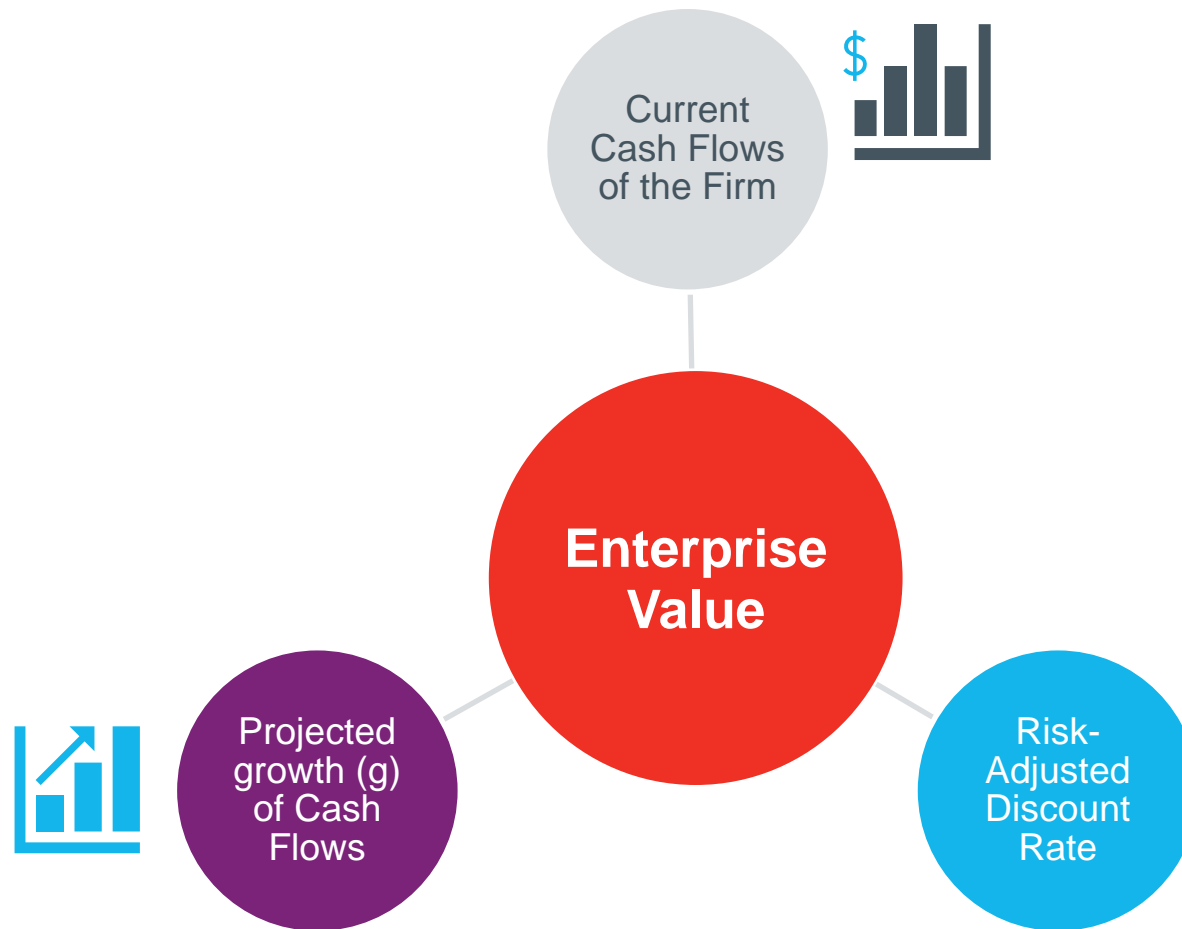 $
Current
Cash Flows
of the Firm
Enterprise
Value
Projected
growth (g)
of Cash
Flows
Risk-
Adjusted
Discount
Rate